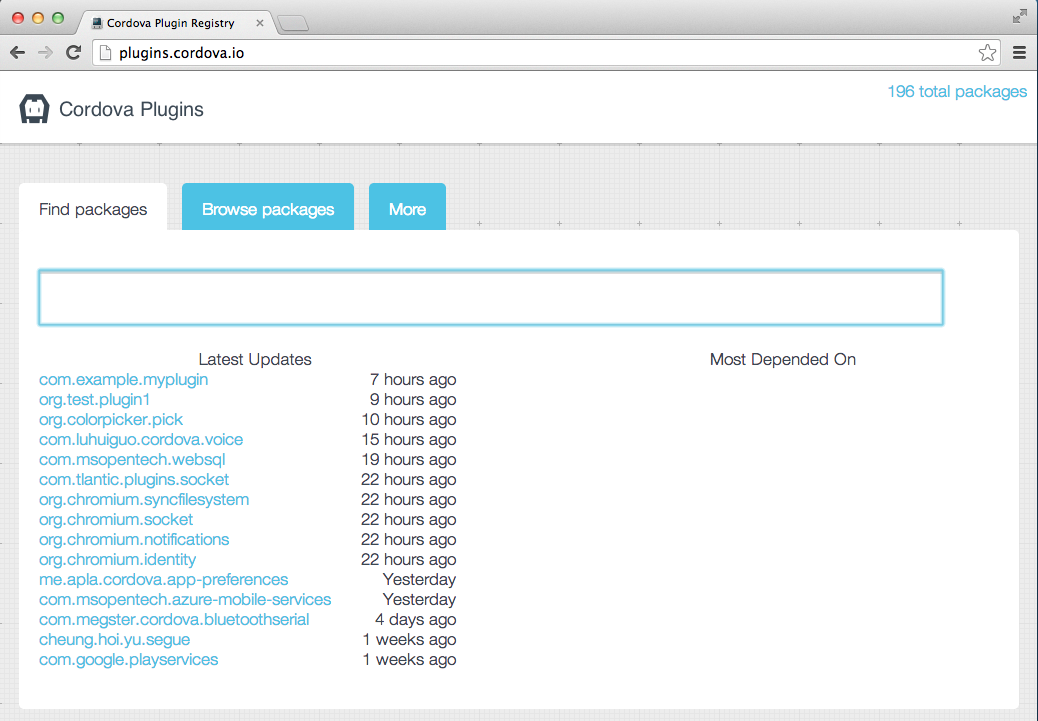 Cordova Plugin Registry
plugins.cordova.io
Cordova Plugins
196 total packages
Find packages
Browse packages
More
Latest Updates
com.example.myplugin 7 hours ago
org.test.plugin1 9 hours ago
org.colorpicker.pick 10 hours ago
com.luhuiguo.cordova.voice 15 hours ago
com.msopentech.websql 19 hours ago
com.tlantic.plugins.socket 22 hours ago
org.chromium.syncfilesystem 22 hours ago
org.chromium.socket 22 hours ago
org.chromium.notifications 22 hours ago
org.chromium.identity 22 hours ago
me.apla.cordova.app-preferences Yesterday
com.msopentech.azure-mobile-services Yesterday
com.megster.cordova.bluetoothserial 4 days ago
cheung.hoi.yu.segue 1 weeks ago
com.google.playservices 1 weeks ago
Most Depended On